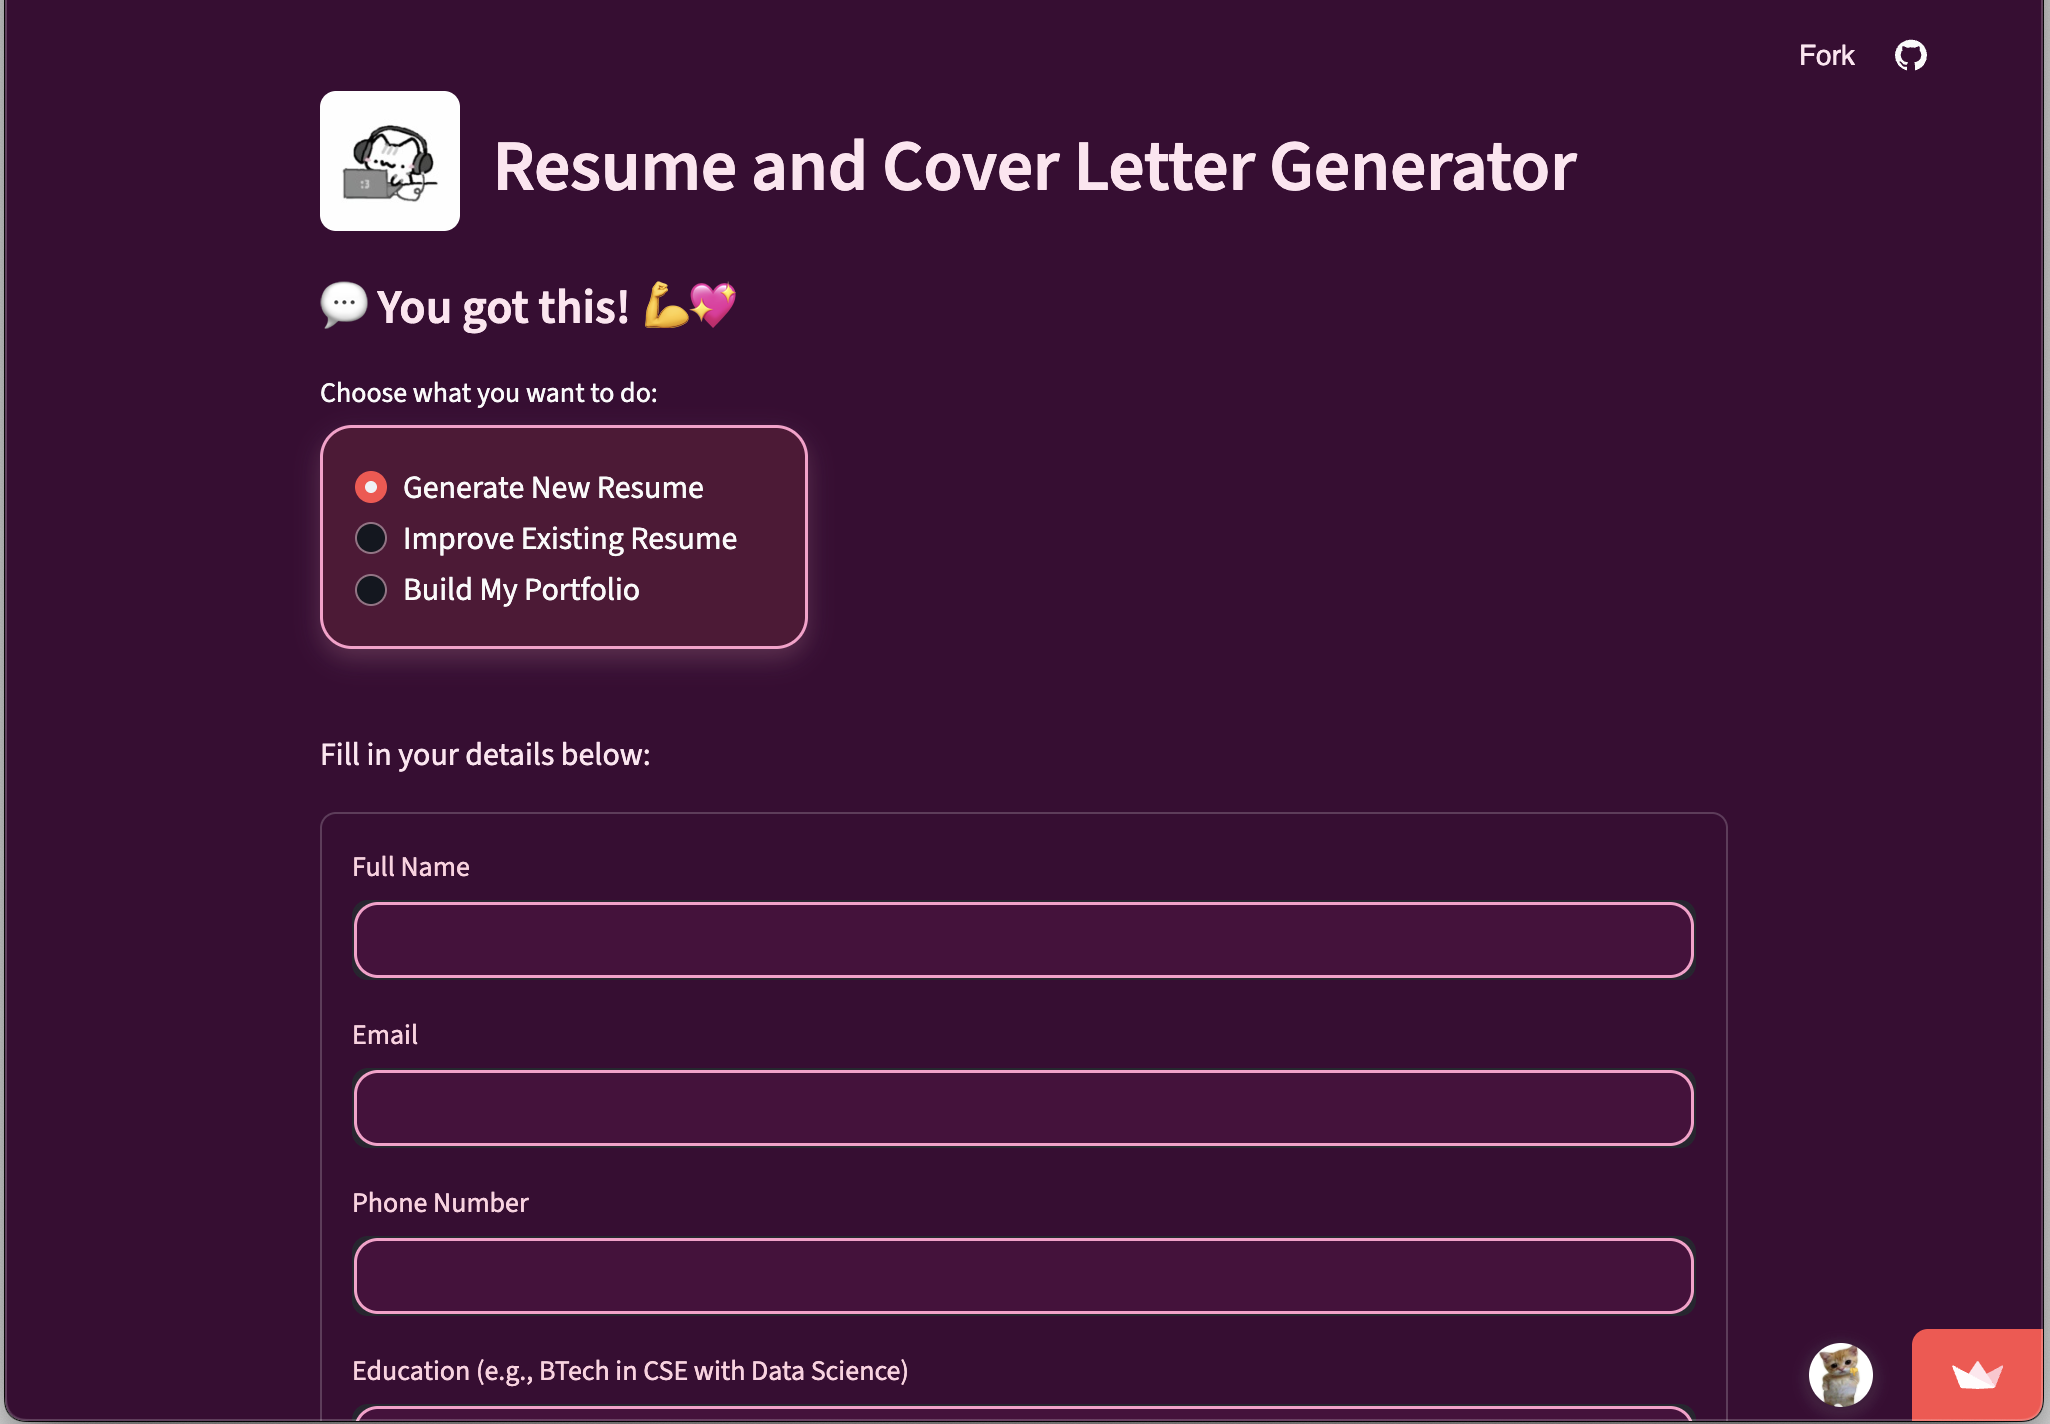 Fork
Resume and Cover Letter Generator
💬 You got this! 💪💖
Choose what you want to do:
Generate New Resume
Improve Existing Resume
Build My Portfolio
Fill in your details below:
Full Name
Email
Phone Number
Education (e.g., BTech in CSE with Data Science)